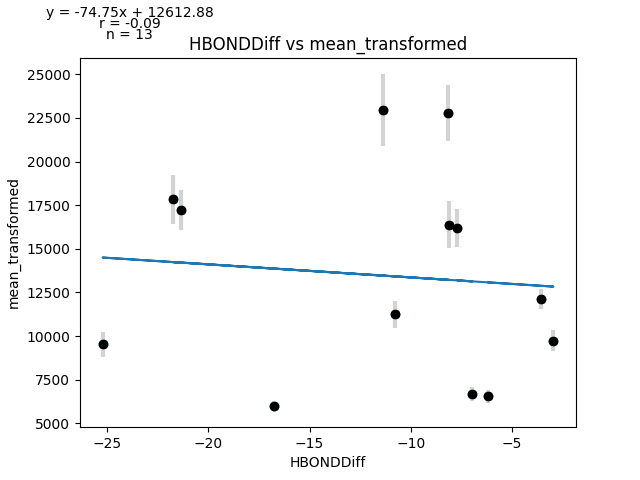 y = -74.75x + 12612.88
r = -0.09
n = 13
HBONDDiff vs mean_transformed
25000
22500
20000
17500
15000
12500
10000
7500
5000
mean_transformed
−25
−20
−15
−10
−5
HBONDDiff